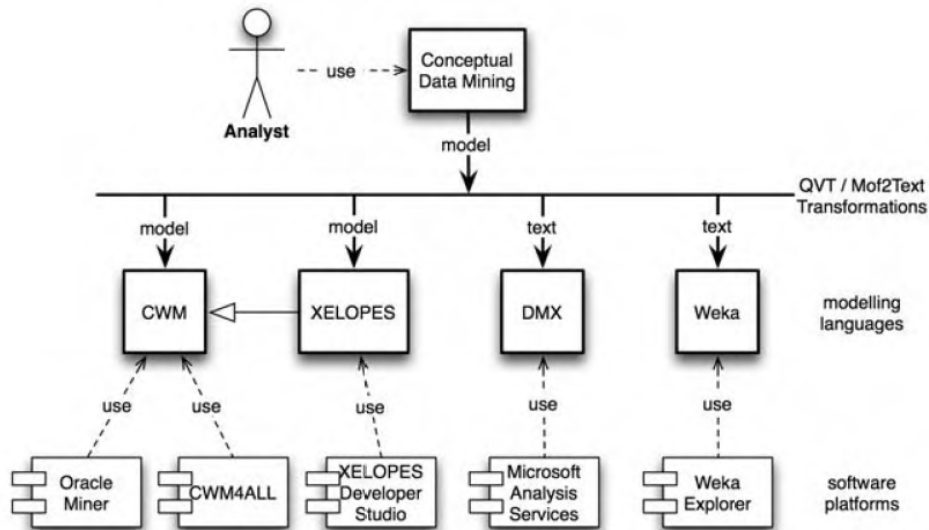 Conceptual
Data Mining
use
Analyst
model
QVT / Mof2Text
Transformations
model
model
text
text
CWM
XELOPES
DMX
Weka
modelling
languages
use
use
use
use
use
Oracle
Miner
CWM4ALL
XELOPES
Developer
Studio
Microsoft
Analysis
Services
Weka
Explorer
software
platforms